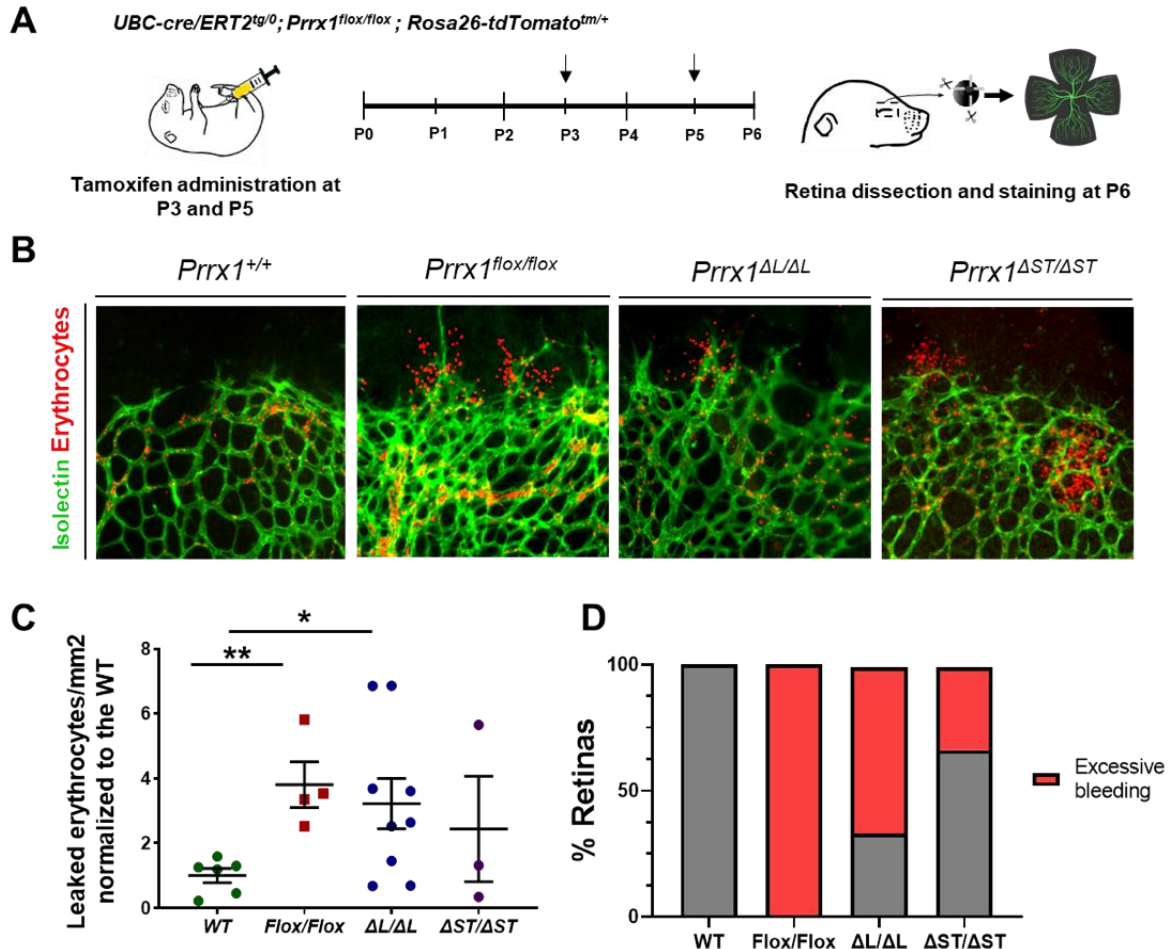 A
UBC-cre/ERT2tg/0; Prrx1flox/flox ; Rosa26-tdTomatotm/+
P0 P1 P2 P3 P4 P5 P6
Tamoxifen administration at
P3 and P5
Retina dissection and staining at P6
B
Prrx1+/+ Prrx1flox/flox Prrx1ΔL/ΔL Prrx1ΔST/ΔST
Isolectin Erythrocytes
C
Leaked erythrocytes/mm2
normalized to the WT
8
6
4
2
0
**
*
WT Flox/Flox ΔL/ΔL ΔST/ΔST
D
% Retinas
100
50
0
WT Flox/Flox ΔL/ΔL ΔST/ΔST
Excessive
bleeding